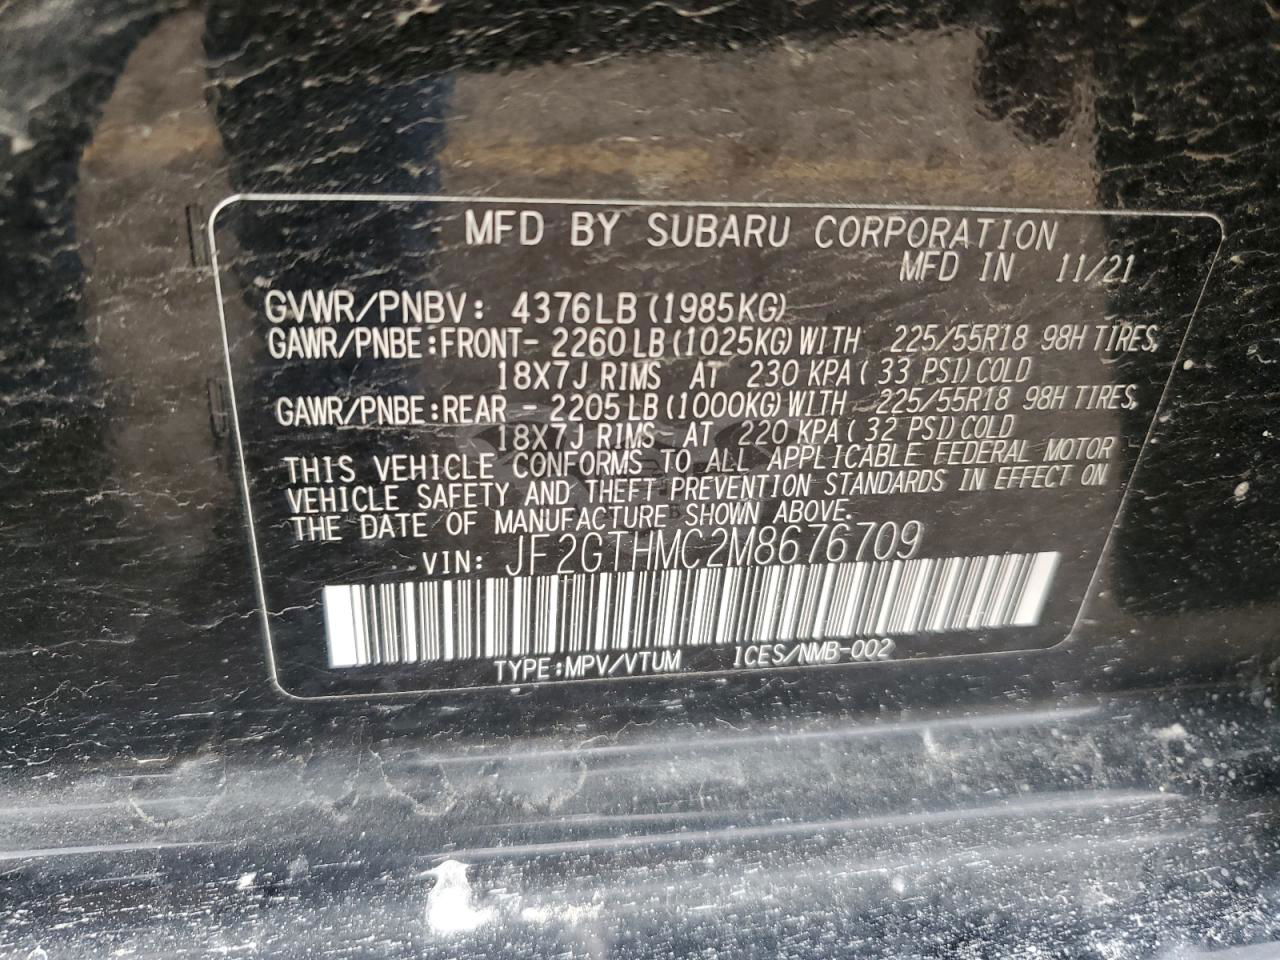 MFD BY SUBARU CORPORATION
MFD IN 11/21
GVWR/PNBV: 4376LB (1985KG)
GAWR/PNBE:FRONT- 2260LB (1025KG) WITH 225/55R18 98H TIRES,
18X7J RIMS AT 230 KPA ( 33 PSI) COLD
GAWR/PNBE:REAR - 2205LB (1000KG) WITH 225/55R18 98H TIRES,
18X7J RIMS AT 220 KPA ( 32 PSI) COLD
THIS VEHICLE CONFORMS TO ALL APPLICABLE FEDERAL MOTOR
VEHICLE SAFETY AND THEFT PREVENTION STANDARDS IN EFFECT ON
THE DATE OF MANUFACTURE SHOWN ABOVE.
VIN: JF2GTHMC2M8676709
TYPE:MPV/VTUM ICES/NMB-002